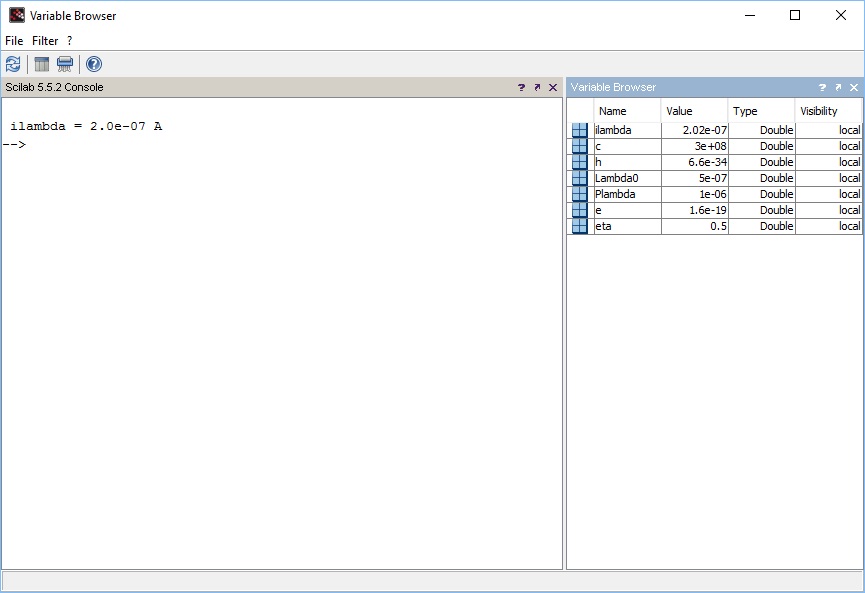 Variable Browser
File Filter ?
Scilab 5.5.2 Console
ilambda = 2.0e-07 A
-->
Variable Browser
Name Value Type Visibility
ilambda 2.02e-07 Double local
c 3e+08 Double local
h 6.6e-34 Double local
Lambda0 5e-07 Double local
Plambda 1e-06 Double local
e 1.6e-19 Double local
eta 0.5 Double local